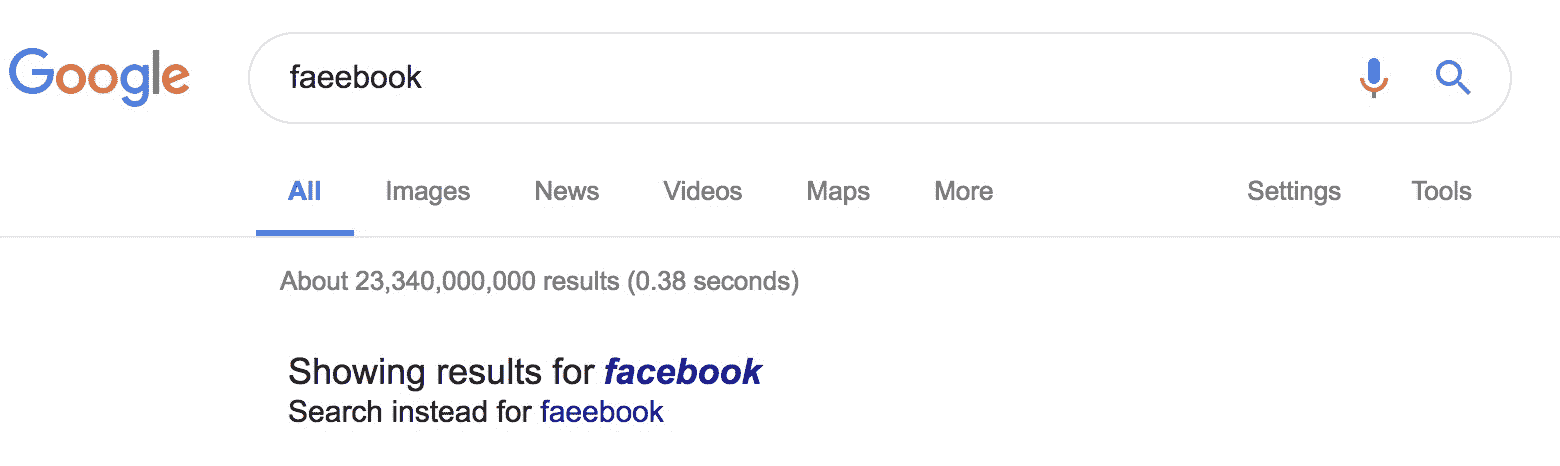 Google faeebook
All Images News Videos Maps More Settings Tools
About 23,340,000,000 results (0.38 seconds)
Showing results for facebook
Search instead for faeebook